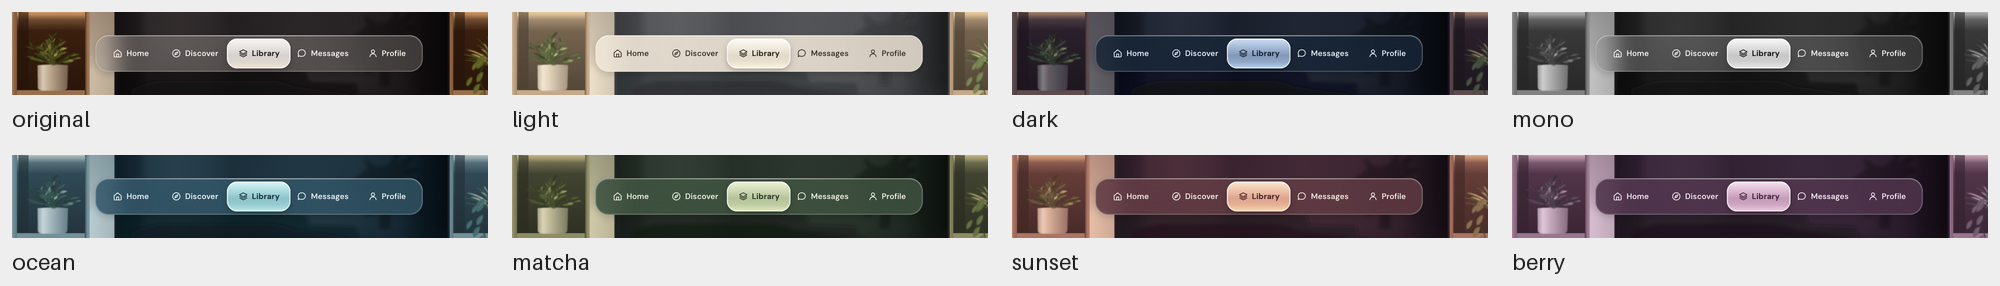 Home Discover Library Messages Profile
original
Home Discover Library Messages Profile
light
Home Discover Library Messages Profile
dark
Home Discover Library Messages Profile
mono
Home Discover Library Messages Profile
ocean
Home Discover Library Messages Profile
matcha
Home Discover Library Messages Profile
sunset
Home Discover Library Messages Profile
berry